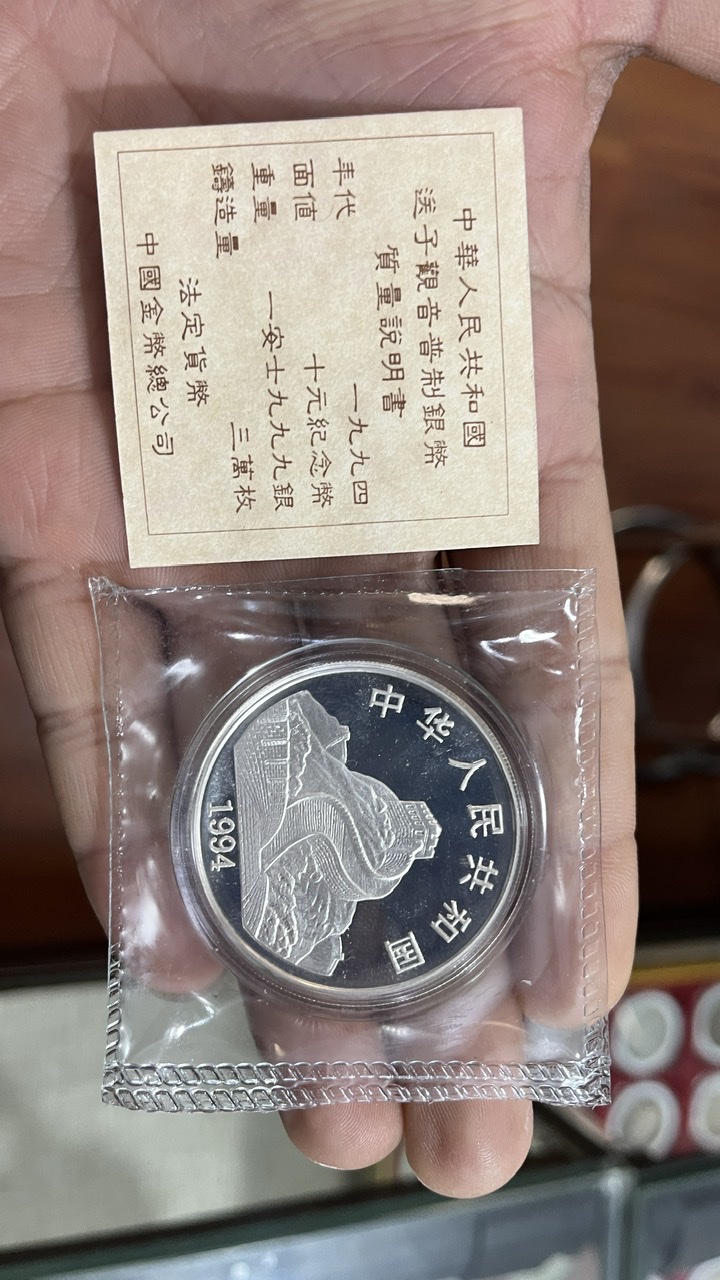 中華人民共和國
送子觀音普制銀幣
質量說明書
年代 一九九四
面值 十元紀念幣
重量 一安士九九九銀
鑄造量 三萬枚
法定貨幣
中國金幣總公司
中华人民共和国
1994